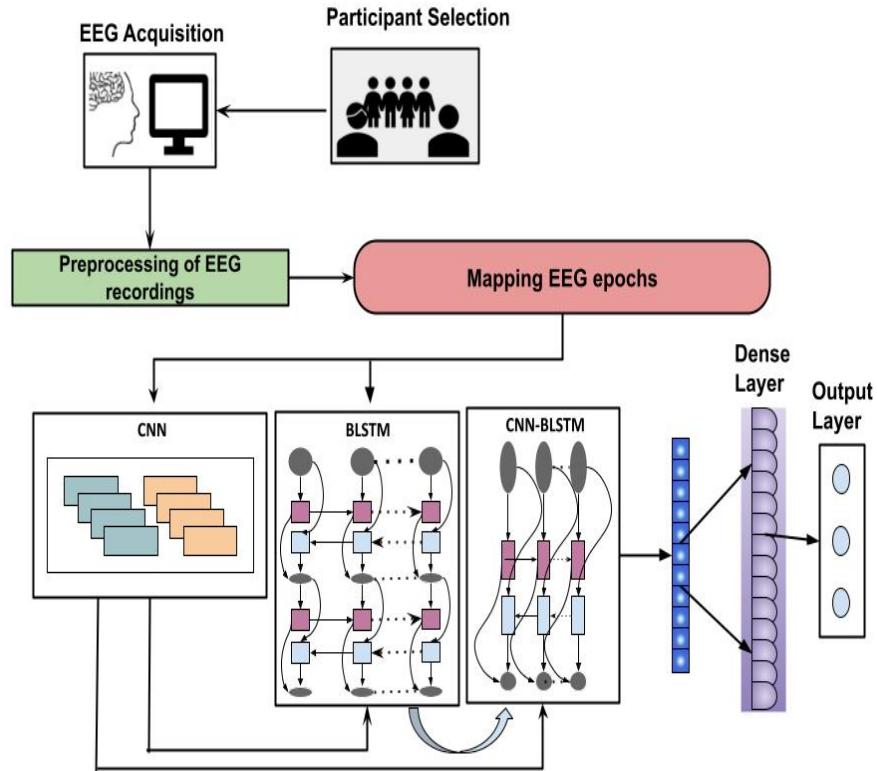 Participant Selection
EEG Acquisition
Preprocessing of EEG
recordings
Mapping EEG epochs
Dense
Layer
Output
Layer
CNN
BLSTM
CNN-BLSTM